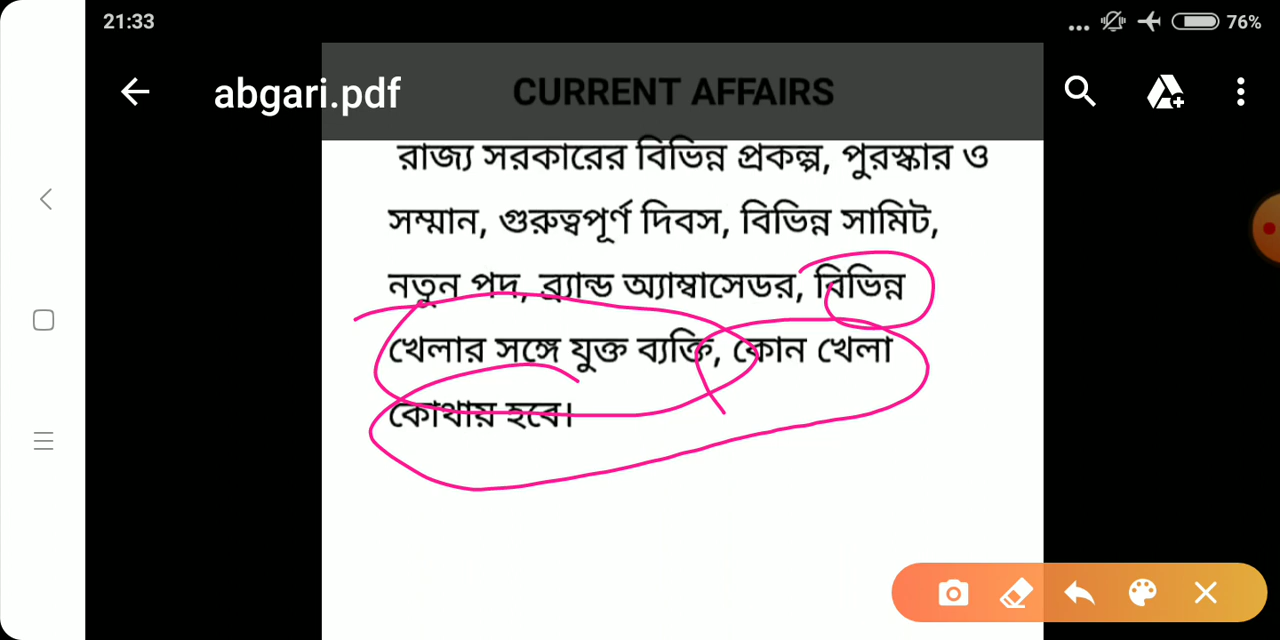 21:33
76%
abgari.pdf
CURRENT AFFAIRS
রাজ্য সরকারের বিভিন্ন প্রকল্প, পুরস্কার ও
সম্মান, গুরুত্বপূর্ণ দিবস, বিভিন্ন সামিট,
নতুন পদ, ব্র্যান্ড অ্যাম্বাসেডর, বিভিন্ন
খেলার সঙ্গে যুক্ত ব্যক্তি, কোন খেলা
কোথায় হবে।